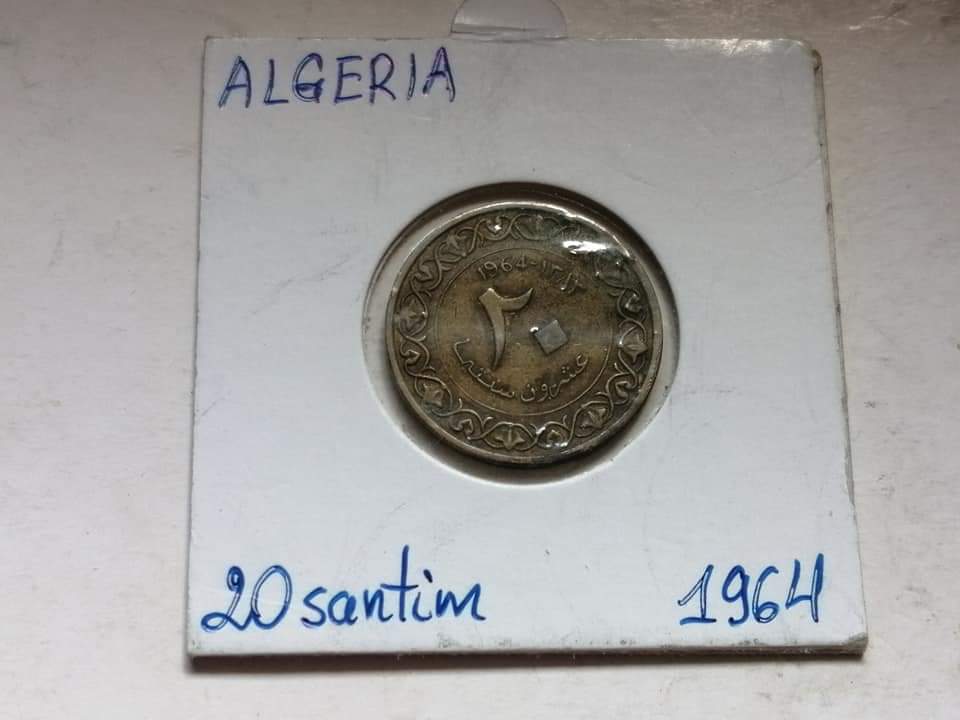 ALGERIA
1964-١٣٨٣
٢٠
عشرون سنتيما
20 santim
1964